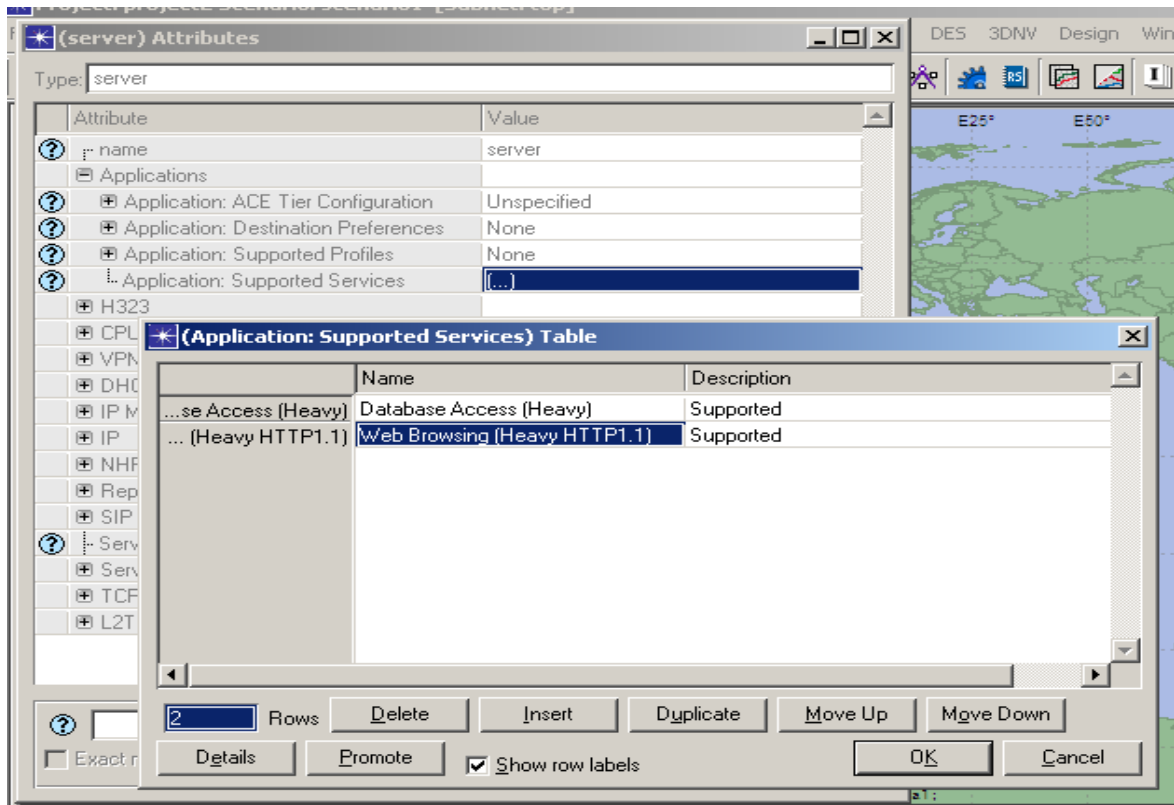 (server) Attributes
DES 3DNV Design Win
Type: server
Attribute Value
E25° E50°
name server
Applications
Application: ACE Tier Configuration Unspecified
Application: Destination Preferences None
Application: Supported Profiles None
Application: Supported Services (...)
H323
CPU
(Application: Supported Services) Table
VPN
Name Description
DHC
...se Access (Heavy) Database Access (Heavy) Supported
IP M
... (Heavy HTTP1.1) Web Browsing (Heavy HTTP1.1) Supported
IP
NHR
Rep
SIP
Serv
Serv
TCP
L2T
2 Rows Delete Insert Duplicate Move Up Move Down
Exact
Details Promote Show row labels OK Cancel